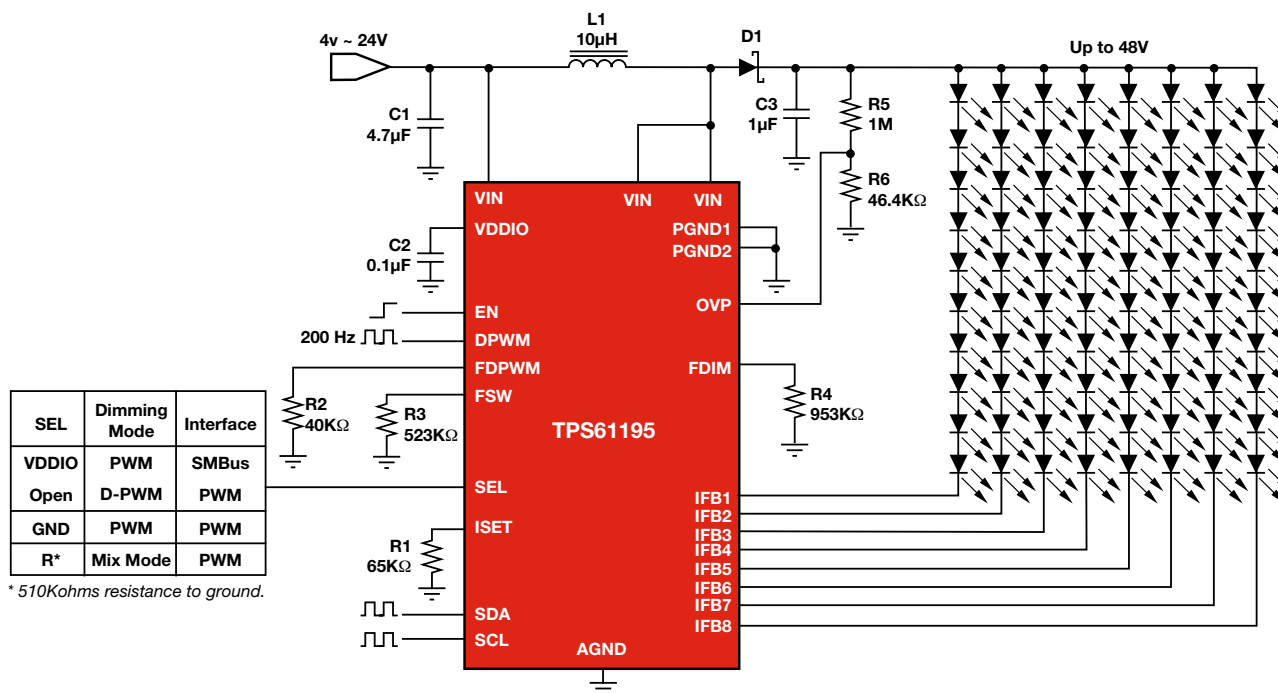 L1
10µH
D1
4v ~ 24V
Up to 48V
C1
4.7µF
C3
1µF
R5
1M
R6
46.4KΩ
VIN
VIN
VIN
VDDIO
PGND1
PGND2
C2
0.1µF
EN
OVP
200 Hz
DPWM
FDPWM
FDIM
FSW
R2
40KΩ
R3
523KΩ
R4
953KΩ
TPS61195
SEL
Dimming Mode
Interface
VDDIO
PWM
SMBus
Open
D-PWM
PWM
GND
PWM
PWM
R*
Mix Mode
PWM
* 510Kohms resistance to ground.
SEL
ISET
R1
65KΩ
SDA
SCL
AGND
IFB1
IFB2
IFB3
IFB4
IFB5
IFB6
IFB7
IFB8